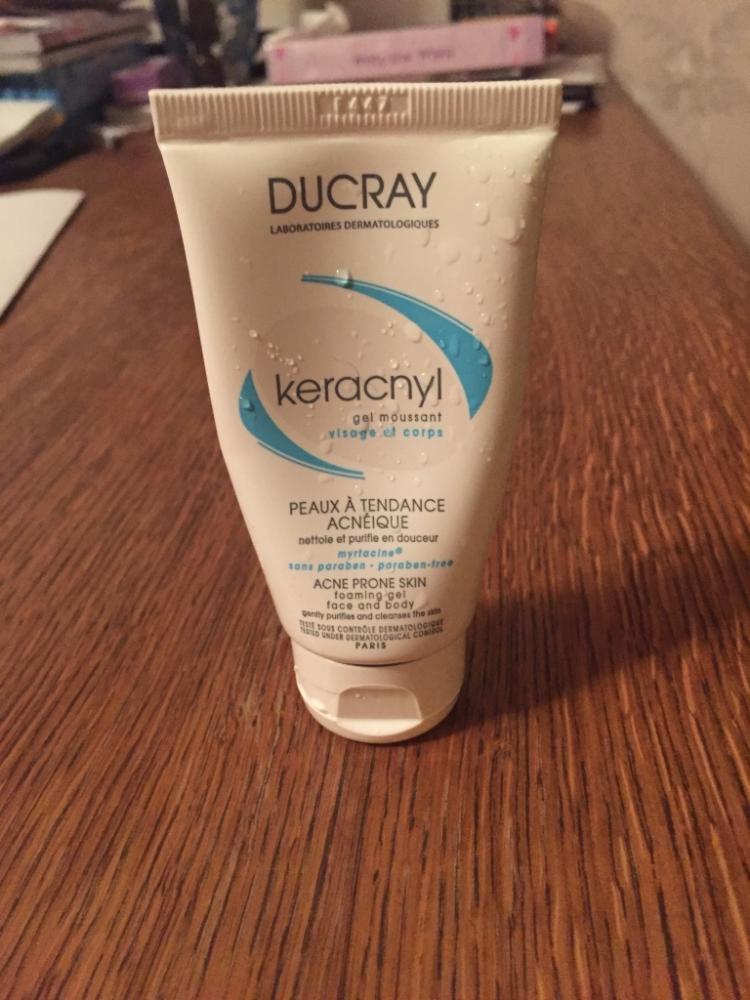 DUCRAY
LABORATOIRES DERMATOLOGIQUES
keracnyl
gel moussant
visage et corps
PEAUX À TENDANCE
ACNÉIQUE
nettoie et purifie en douceur
myrtacine®
sans paraben - paraben-free
ACNE PRONE SKIN
foaming gel
face and body
gently purifies and cleanses the skin
TESTÉ SOUS CONTRÔLE DERMATOLOGIQUE
TESTED UNDER DERMATOLOGICAL CONTROL
PARIS